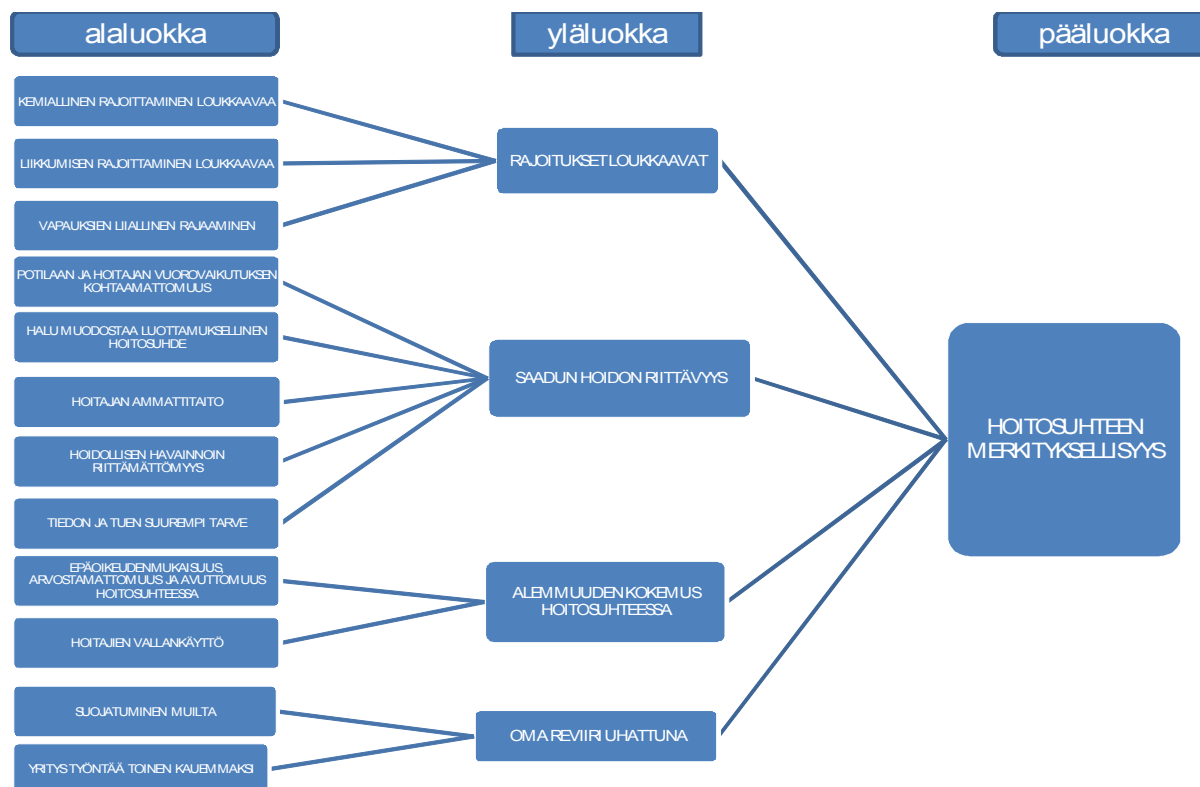 alaluokka
yläluokka
pääluokka
KEMIALLINEN RAJOITTAMINEN LOUKKAAVAA
LIIKKUMISEN RAJOITTAMINEN LOUKKAAVAA
VAPAUKSIEN LIIALLINEN RAJAAMINEN
POTILAAN JA HOITAJAN VUOROVAIKUTUKSEN
KOHTAAMATTOMUUS
HALU MUODOSTAA LUOTTAMUKSELLINEN
HOITOSUHDE
HOITAJAN AMMATTITAITO
HOIDOLLISEN HAVAINNOIN
RIITTÄMÄTTÖMYYS
TIEDON JA TUEN SUUREMPI TARVE
EPÄOIKEUDENMUKAISUUS,
ARVOSTAMATTOMUUS JA AVUTTOMUUS
HOITOSUHTEESSA
HOITAJIEN VALLANKÄYTTÖ
SUOJATUMINEN MUILTA
YRITYS TYÖNTÄÄ TOINEN KAUEMMAKSI
RAJOITUKSET LOUKKAAVAT
SAADUN HOIDON RIITTÄVYYS
ALEMMUUDEN KOKEMUS
HOITOSUHTEESSA
OMA REVIIRI UHATTUNA
HOITOSUHTEEN
MERKITYKSELLISYYS